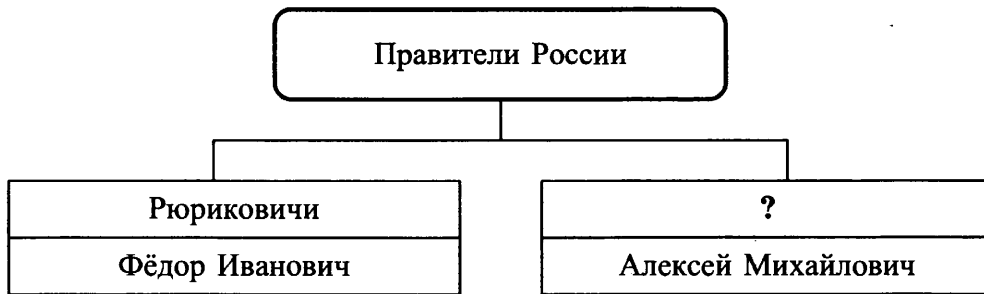 Правители России
Рюриковичи
?
Фёдор Иванович
Алексей Михайлович